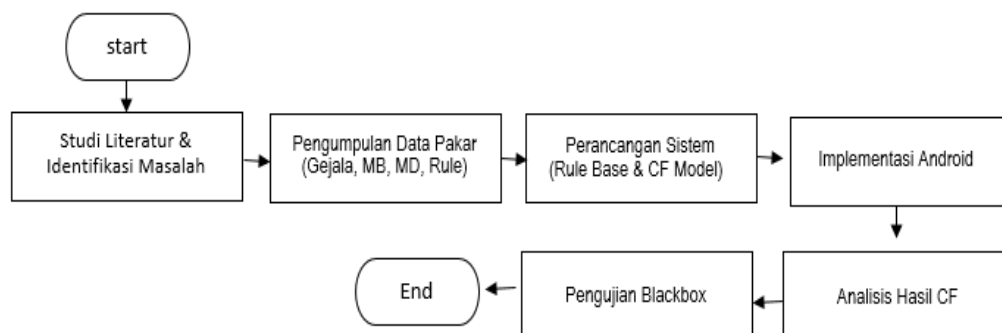 start
Studi Literatur &
Identifikasi Masalah
Pengumpulan Data Pakar
(Gejala, MB, MD, Rule)
Perancangan Sistem
(Rule Base & CF Model)
Implementasi Android
Analisis Hasil CF
Pengujian Blackbox
End